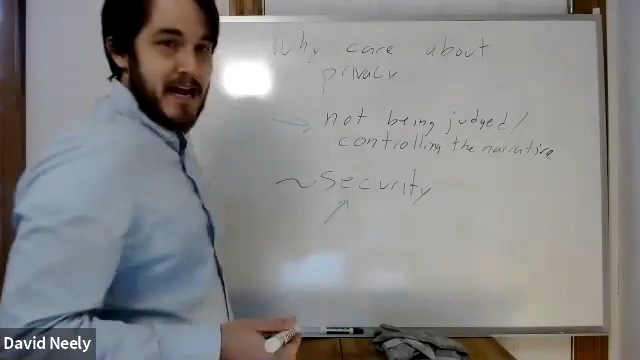 Why care about
privacy
not being judged/
controlling the narrative
~ Security
David Neely